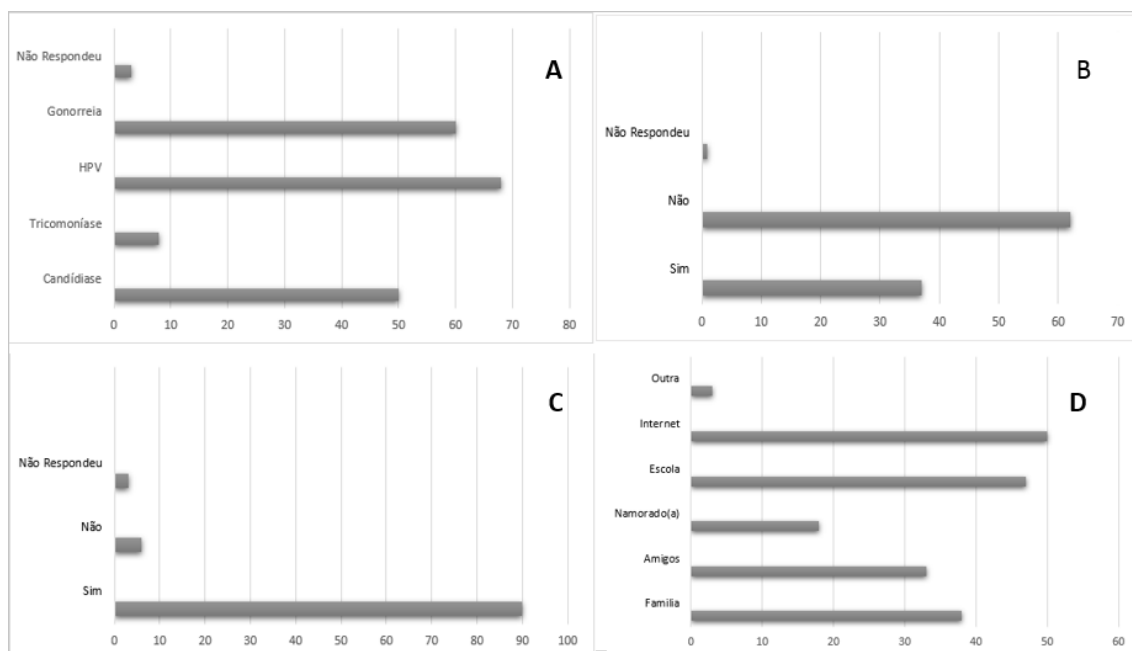 A
Não Respondeu
Gonorreia
HPV
Tricomoníase
Candídiase
0 10 20 30 40 50 60 70 80
B
Não Respondeu
Não
Sim
0 10 20 30 40 50 60 70
C
Não Respondeu
Não
Sim
0 10 20 30 40 50 60 70 80 90 100
D
Outra
Internet
Escola
Namorado(a)
Amigos
Familia
0 10 20 30 40 50 60